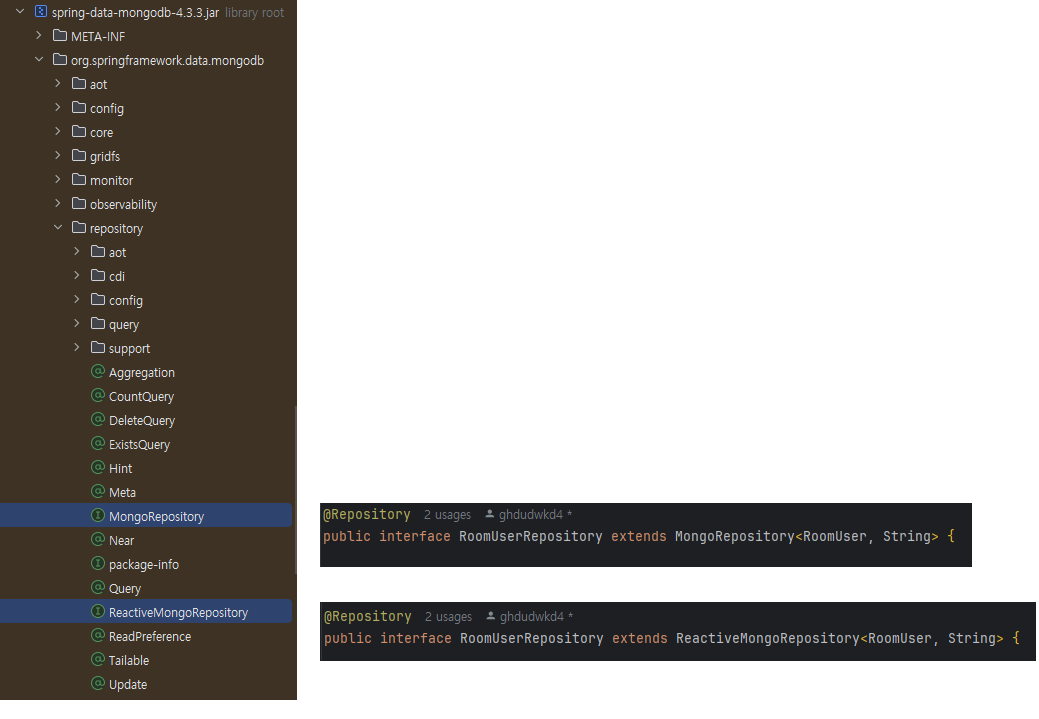 spring-data-mongodb-4.3.3.jar library root
META-INF
org.springframework.data.mongodb
aot
config
core
gridfs
monitor
observability
repository
aot
cdi
config
query
support
Aggregation
CountQuery
DeleteQuery
ExistsQuery
Hint
Meta
MongoRepository
Near
package-info
Query
ReactiveMongoRepository
ReadPreference
Tailable
Update
@Repository 2 usages ghdudwkd4 *
public interface RoomUserRepository extends MongoRepository<RoomUser, String> {
@Repository 2 usages ghdudwkd4 *
public interface RoomUserRepository extends ReactiveMongoRepository<RoomUser, String> {